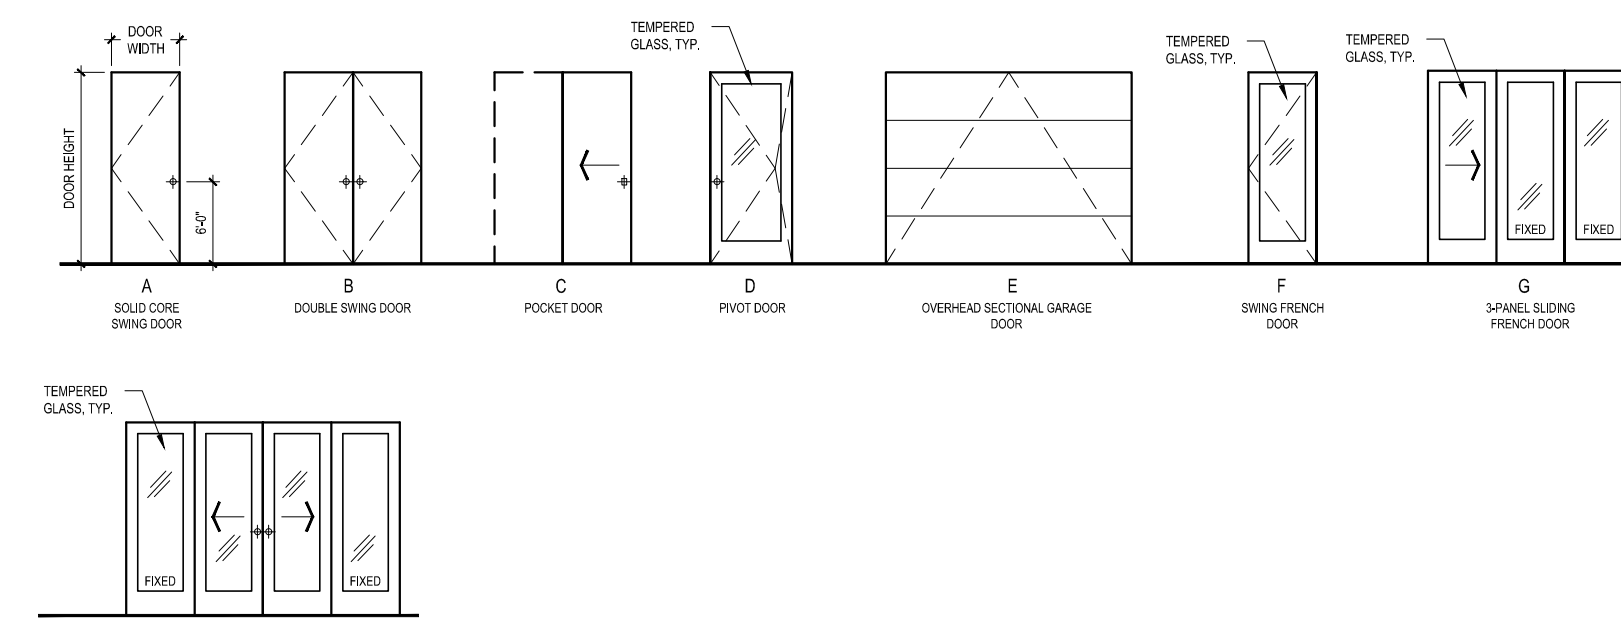 DOOR
WIDTH
DOOR HEIGHT
6'-0"
TEMPERED
GLASS, TYP.
TEMPERED
GLASS, TYP.
TEMPERED
GLASS, TYP.
FIXED
FIXED
A
SOLID CORE
SWING DOOR
B
DOUBLE SWING DOOR
C
POCKET DOOR
D
PIVOT DOOR
E
OVERHEAD SECTIONAL GARAGE
DOOR
F
SWING FRENCH
DOOR
G
3-PANEL SLIDING
FRENCH DOOR
TEMPERED
GLASS, TYP.
FIXED
FIXED